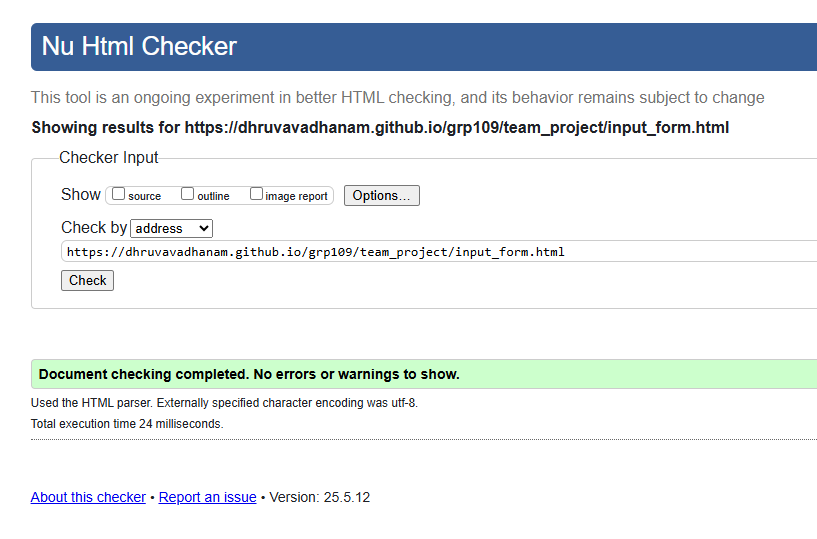 Nu Html Checker
This tool is an ongoing experiment in better HTML checking, and its behavior remains subject to change
Showing results for https://dhruvavadhanam.github.io/grp109/team_project/input_form.html
Checker Input
Show source outline image report Options...
Check by address
https://dhruvavadhanam.github.io/grp109/team_project/input_form.html
Check
Document checking completed. No errors or warnings to show.
Used the HTML parser. Externally specified character encoding was utf-8.
Total execution time 24 milliseconds.
About this checker • Report an issue • Version: 25.5.12